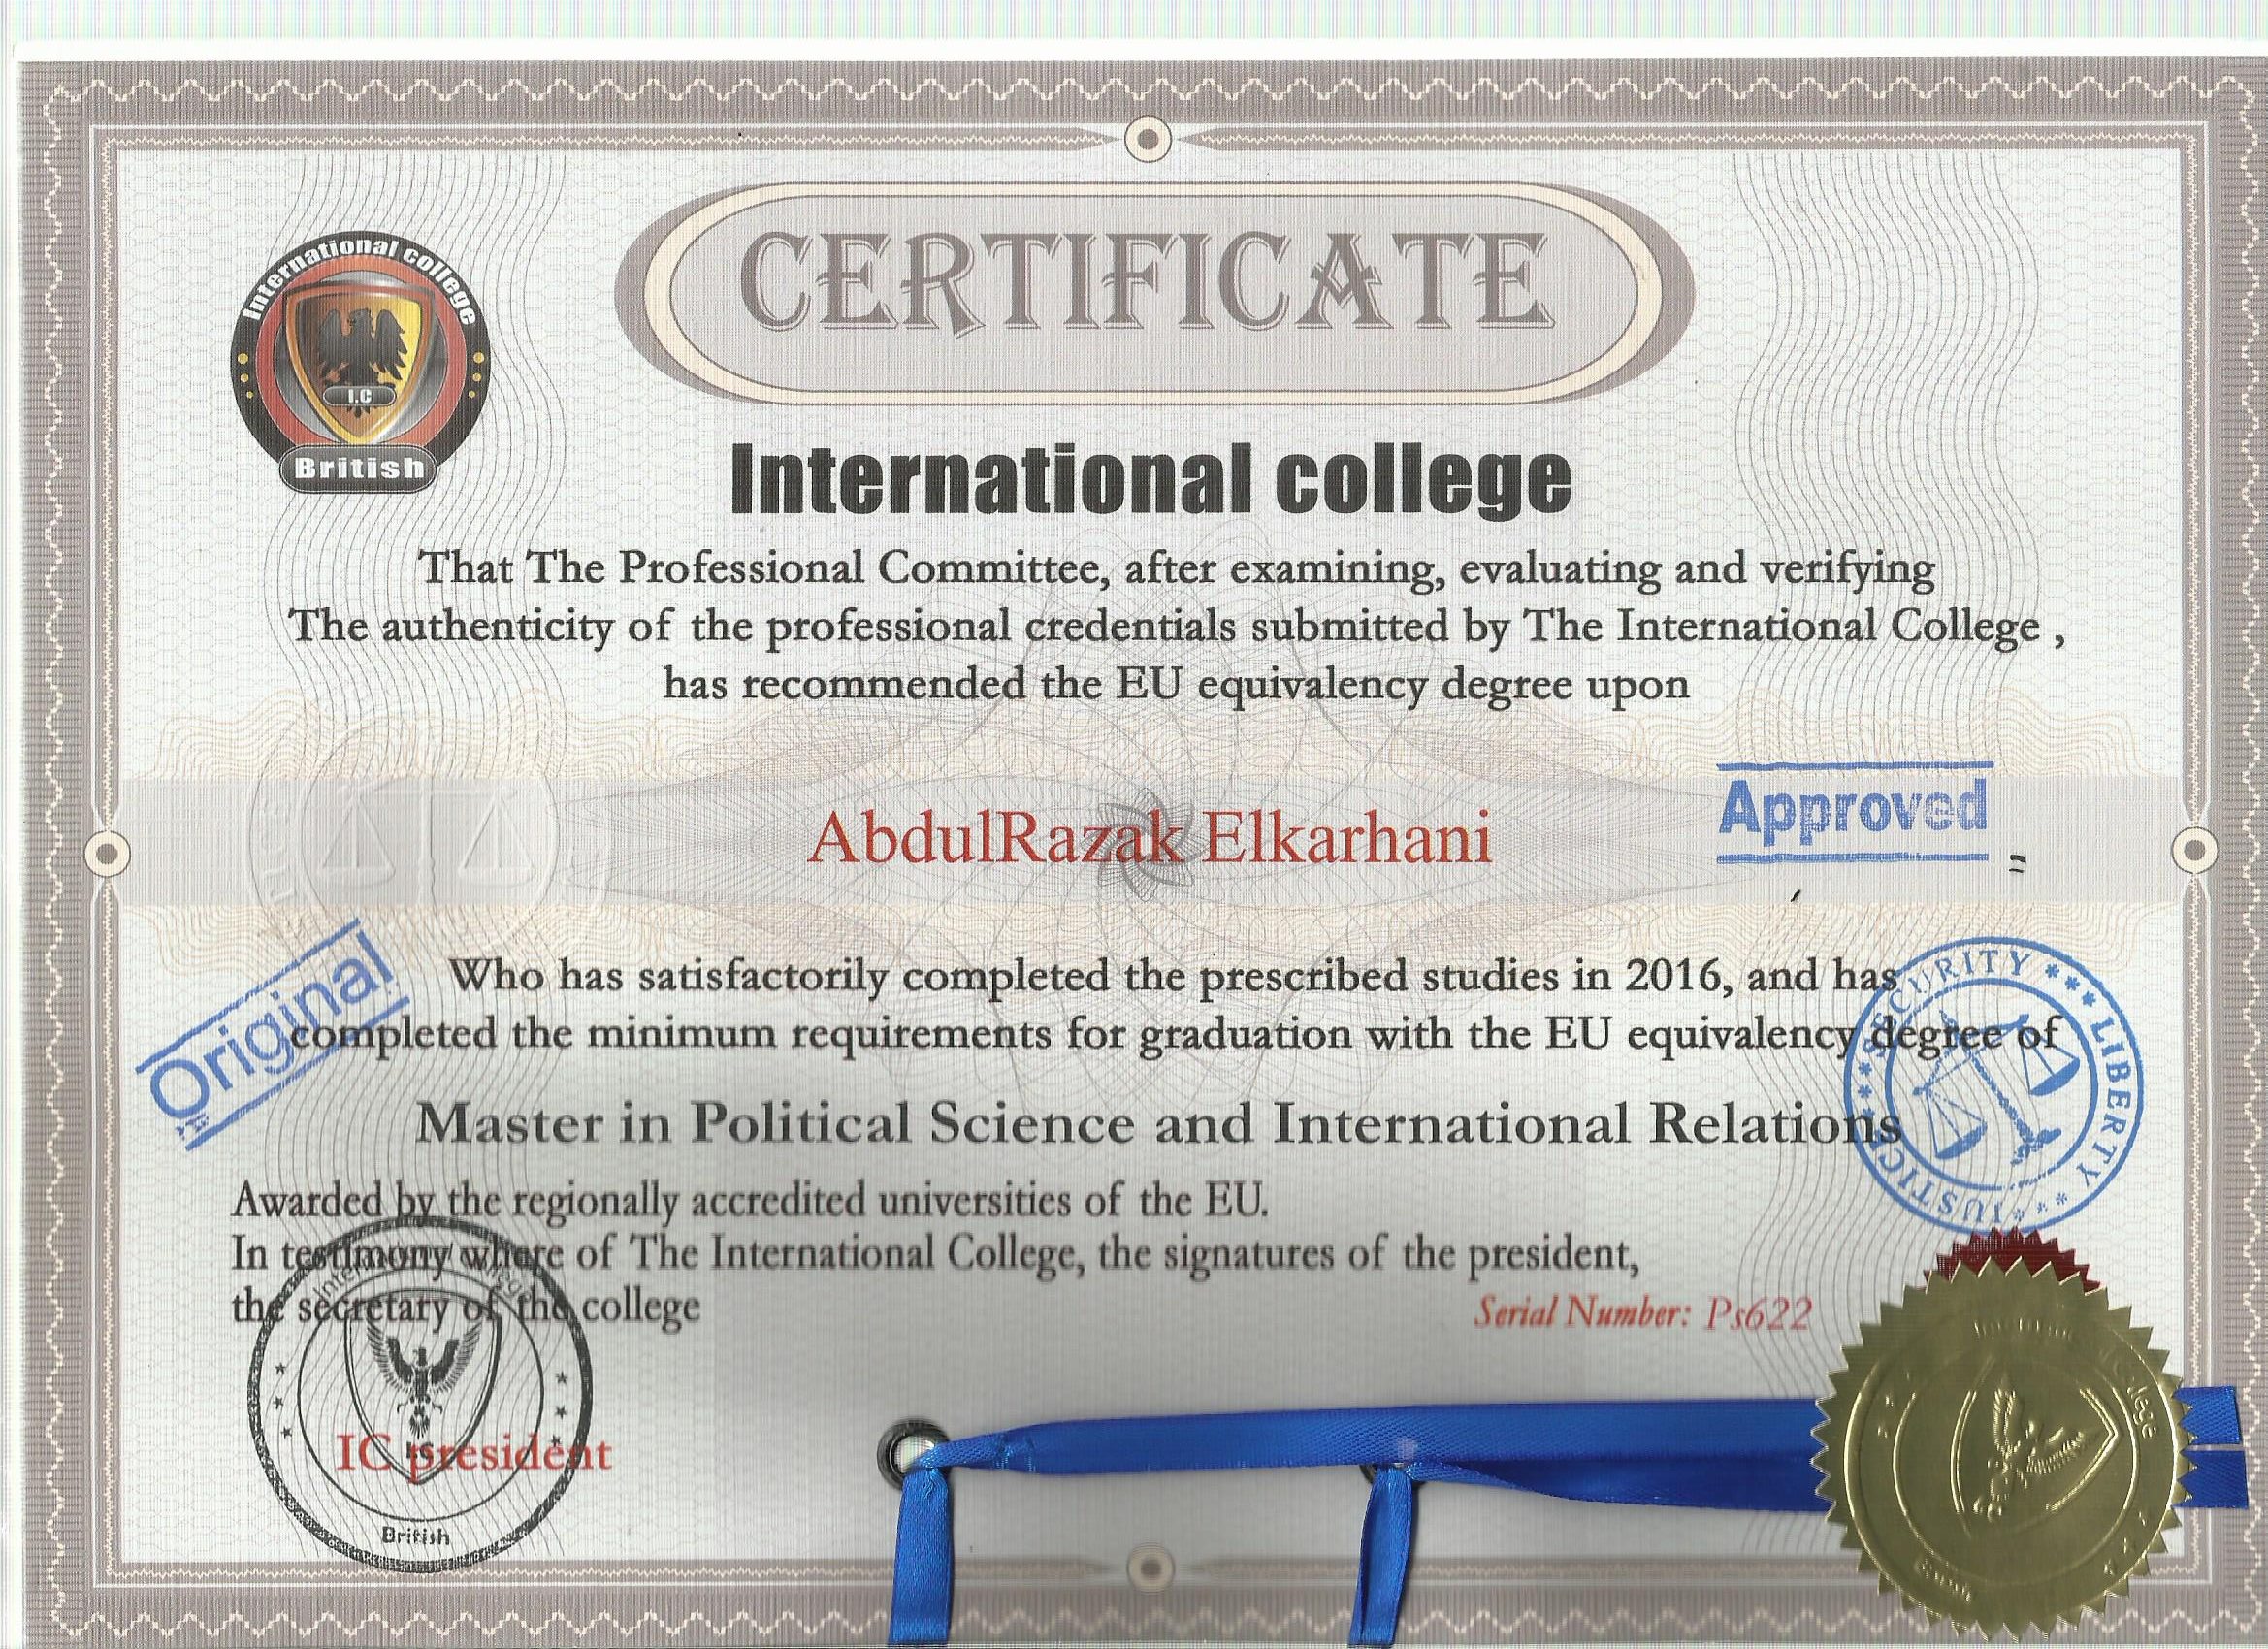 International college
I.C
British
CERTIFICATE
International college
That The Professional Committee, after examining, evaluating and verifying
The authenticity of the professional credentials submitted by The International College ,
has recommended the EU equivalency degree upon
Approved
AbdulRazak Elkarhani
Original
Who has satisfactorily completed the prescribed studies in 2016, and has
completed the minimum requirements for graduation with the EU equivalency degree of
SECURITY *** LIBERTY *** JUSTICE ***
Master in Political Science and International Relations
Awarded by the regionally accredited universities of the EU.
In testimony where of The International College, the signatures of the president,
the secretary of the college
Serial Number: Ps622
International College
IC president
British
College